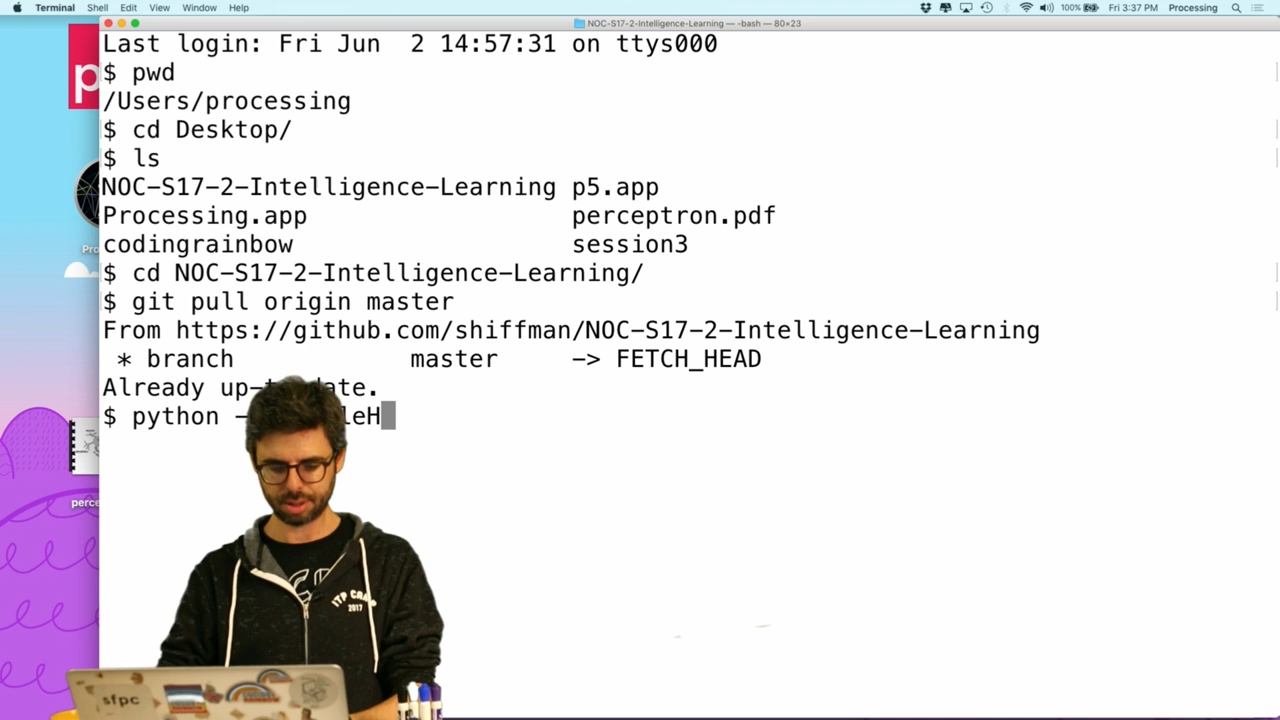 Terminal Shell Edit View Window Help 100% Fri 3:37 PM Processing
NOC-S17-2-Intelligence-Learning — -bash — 80×23
Last login: Fri Jun 2 14:57:31 on ttys000
$ pwd
/Users/processing
$ cd Desktop/
$ ls
NOC-S17-2-Intelligence-Learning p5.app
Processing.app perceptron.pdf
codingrainbow session3
$ cd NOC-S17-2-Intelligence-Learning/
$ git pull origin master
From https://github.com/shiffman/NOC-S17-2-Intelligence-Learning
* branch master -> FETCH_HEAD
Already date.
$ python
p
Pro
perce
ITP CAMP
2017
sfpc